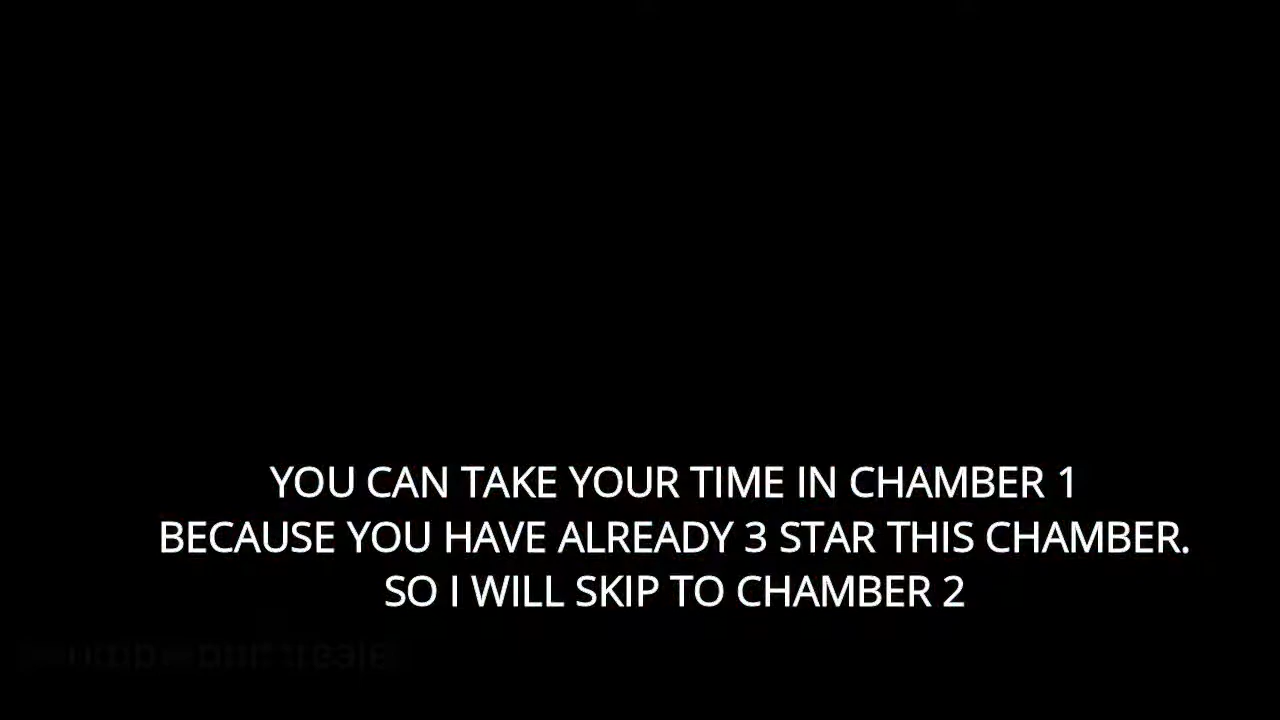 YOU CAN TAKE YOUR TIME IN CHAMBER 1
BECAUSE YOU HAVE ALREADY 3 STAR THIS CHAMBER.
SO I WILL SKIP TO CHAMBER 2